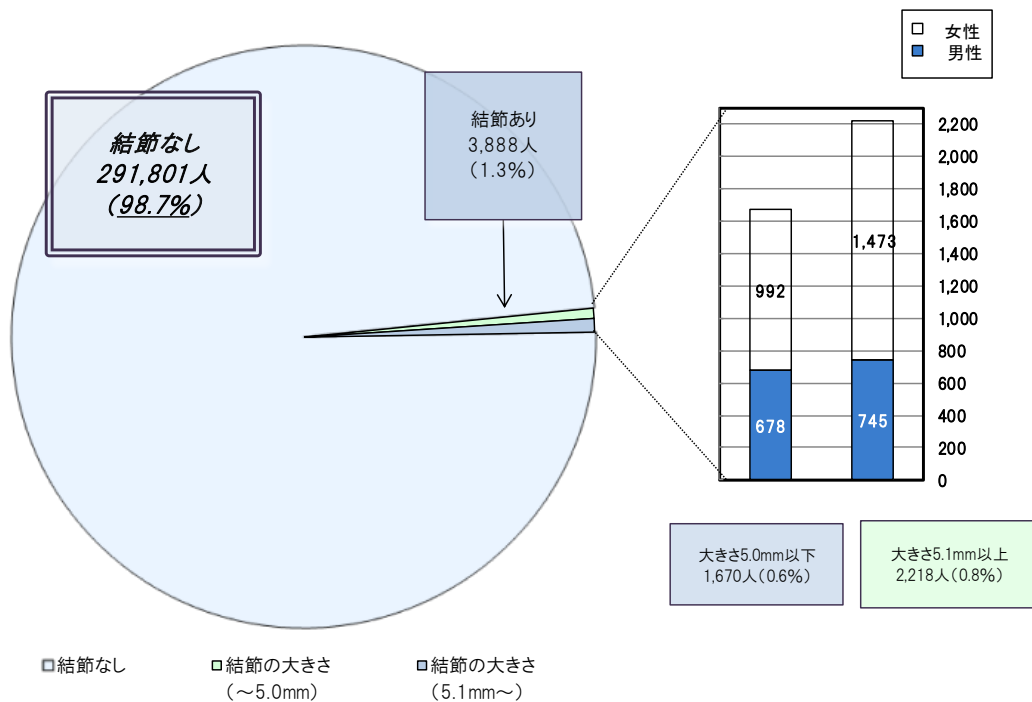 女性
男性
結節なし
291,801人
(98.7%)
結節あり
3,888人
(1.3%)
2,200
2,000
1,800
1,600
1,400
1,200
1,000
800
600
400
200
0
992
1,473
678
745
大きさ5.0mm以下
1,670人(0.6%)
大きさ5.1mm以上
2,218人(0.8%)
結節なし
結節の大きさ
(~5.0mm)
結節の大きさ
(5.1mm~)